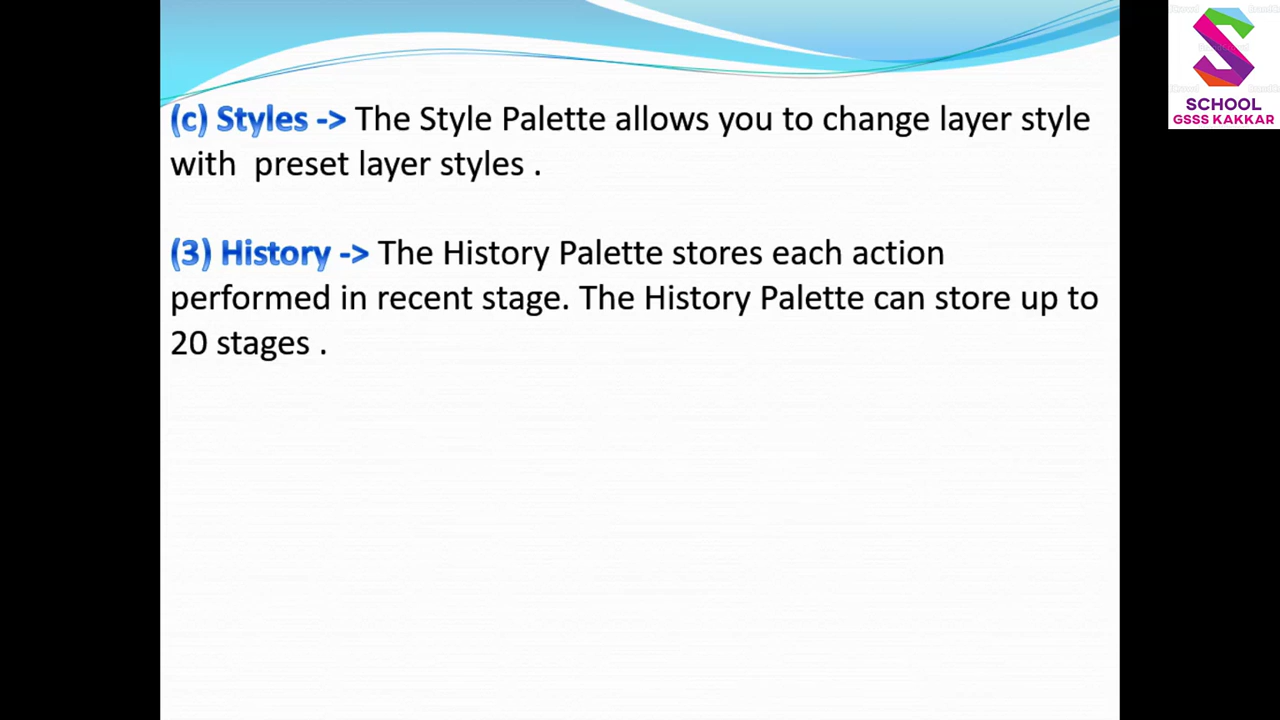 (c) Styles -> The Style Palette allows you to change layer style
with preset layer styles .
(3) History -> The History Palette stores each action
performed in recent stage. The History Palette can store up to
20 stages .
SCHOOL
GSSS KAKKAR